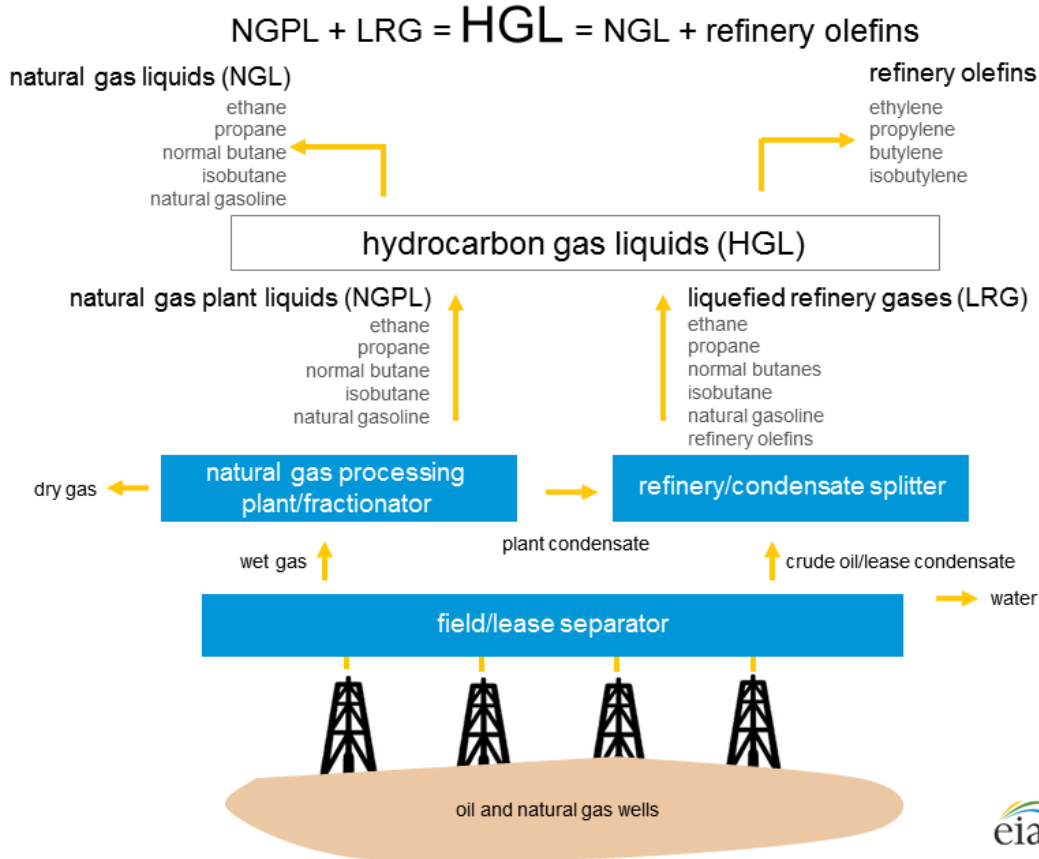 NGPL + LRG = HGL = NGL + refinery olefins
natural gas liquids (NGL)
ethane
propane
normal butane
isobutane
natural gasoline
refinery olefins
ethylene
propylene
butylene
isobutylene
hydrocarbon gas liquids (HGL)
natural gas plant liquids (NGPL)
ethane
propane
normal butane
isobutane
natural gasoline
liquefied refinery gases (LRG)
ethane
propane
normal butanes
isobutane
natural gasoline
refinery olefins
dry gas
natural gas processing
plant/fractionator
refinery/condensate splitter
plant condensate
wet gas
crude oil/lease condensate
water
field/lease separator
oil and natural gas wells
eia